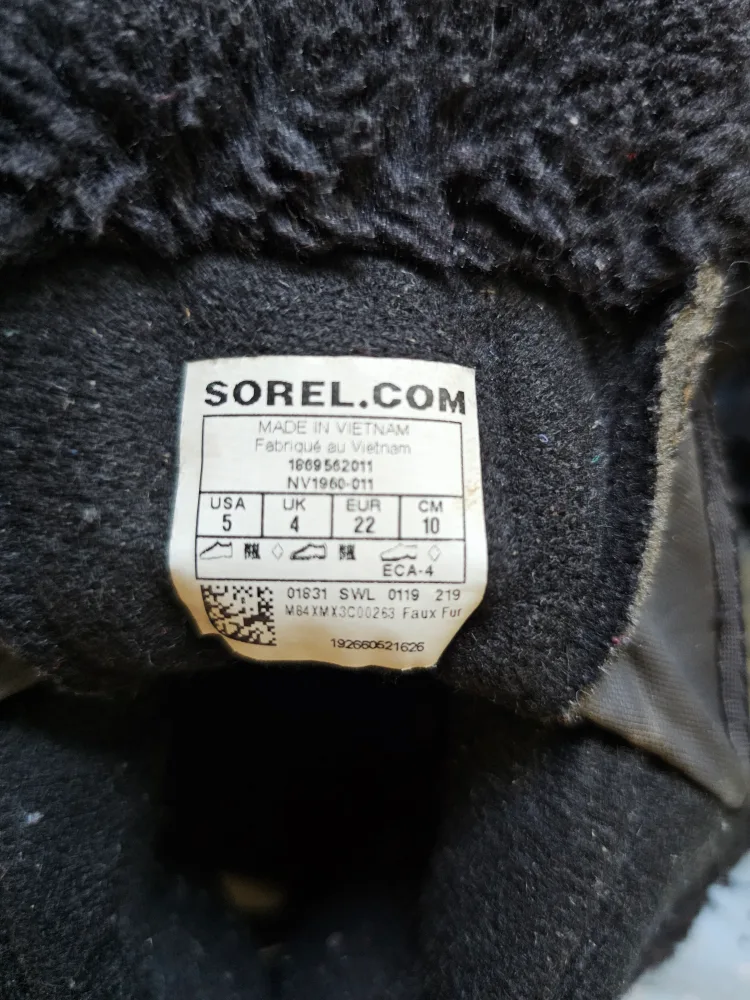 SOREL.COM
MADE IN VIETNAM
Fabriqué au Vietnam
1869562011
NV1960-011
USA UK EUR CM
5 4 22 10
ECA-4
01831 SWL 0119 219
M84XMX3C00263 Faux Fur
192660521626